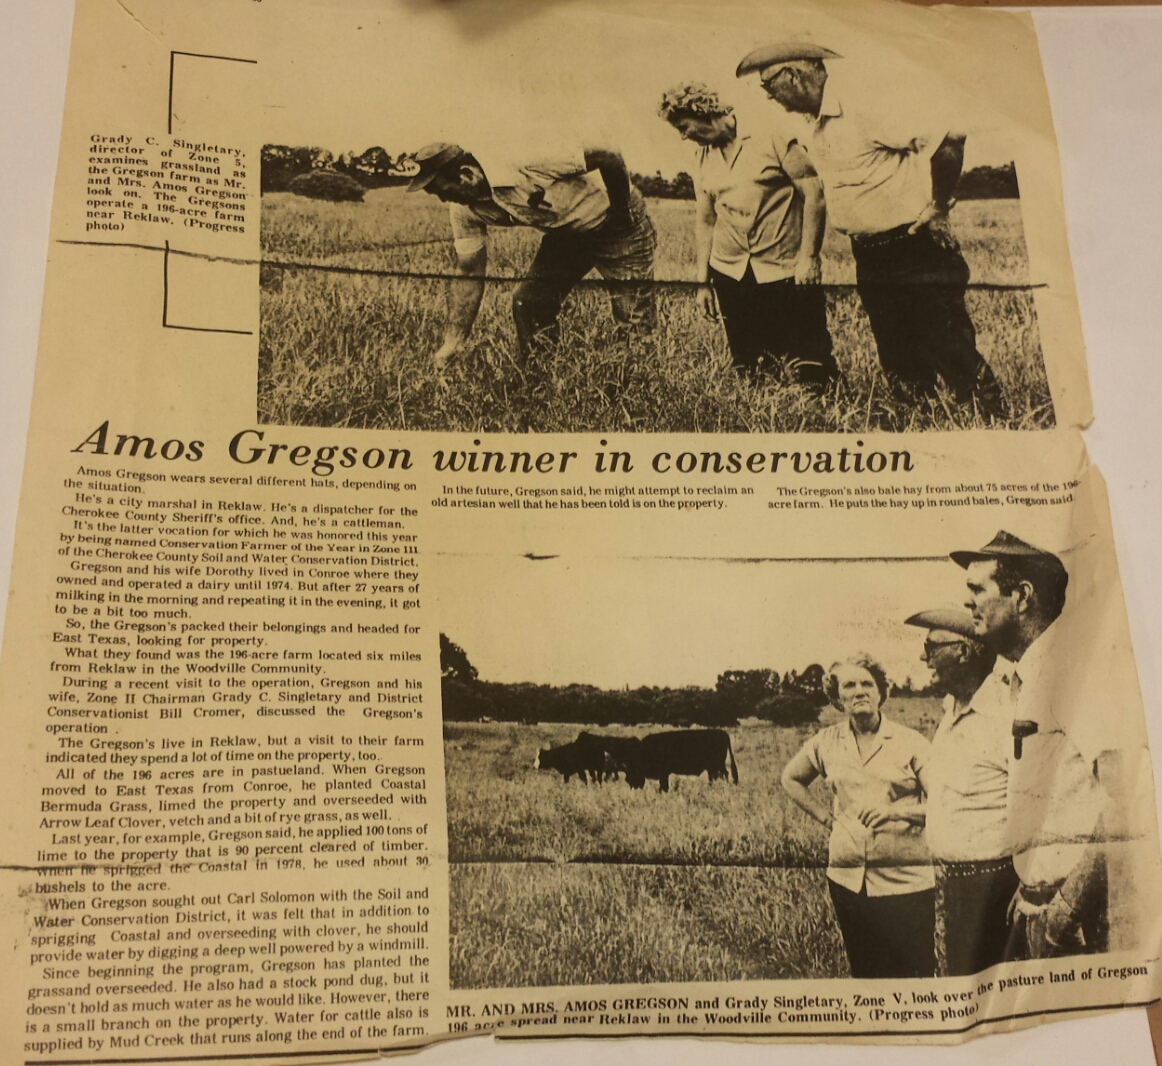 Grady C. Singletary,
director of Zone 5,
examines grassland as
the Gregson farm as Mr.
and Mrs. Amos Gregson
look on. The Gregsons
operate a 196-acre farm
near Reklaw. (Progress
photo)
Amos Gregson winner in conservation
Amos Gregson wears several different hats, depending on
the situation.
He's a city marshal in Reklaw. He's a dispatcher for the
Cherokee County Sheriff's office. And, he's a cattleman.
It's the latter vocation for which he was honored this year
by being named Conservation Farmer of the Year in Zone III
of the Cherokee County Soil and Water Conservation District.
Gregson and his wife Dorothy lived in Conroe where they
owned and operated a dairy until 1974. But after 27 years of
milking in the morning and repeating it in the evening, it got
to be a bit too much.
So, the Gregson's packed their belongings and headed for
East Texas, looking for property.
What they found was the 196-acre farm located six miles
from Reklaw in the Woodville Community.
During a recent visit to the operation, Gregson and his
wife, Zone II Chairman Grady C. Singletary and District
Conservationist Bill Cromer, discussed the Gregson's
operation .
The Gregson's live in Reklaw, but a visit to their farm
indicated they spend a lot of time on the property, too.
All of the 196 acres are in pastueland. When Gregson
moved to East Texas from Conroe, he planted Coastal
Bermuda Grass, limed the property and overseeded with
Arrow Leaf Clover, vetch and a bit of rye grass, as well.
Last year, for example, Gregson said, he applied 100 tons of
lime to the property that is 90 percent cleared of timber.
When he sprigged the Coastal in 1978, he used about 30
bushels to the acre.
When Gregson sought out Carl Solomon with the Soil and
Water Conservation District, it was felt that in addition to
sprigging Coastal and overseeding with clover, he should
provide water by digging a deep well powered by a windmill.
Since beginning the program, Gregson has planted the
grassand overseeded. He also had a stock pond dug, but it
doesn't hold as much water as he would like. However, there
is a small branch on the property. Water for cattle also is
supplied by Mud Creek that runs along the end of the farm.
In the future, Gregson said, he might attempt to reclaim an
old artesian well that he has been told is on the property.
The Gregson's also bale hay from about 75 acres of the 196-
acre farm. He puts the hay up in round bales, Gregson said.
MR. AND MRS. AMOS GREGSON and Grady Singletary, Zone V, look over the pasture land of Gregson
196 acre spread near Reklaw in the Woodville Community. (Progress photo)